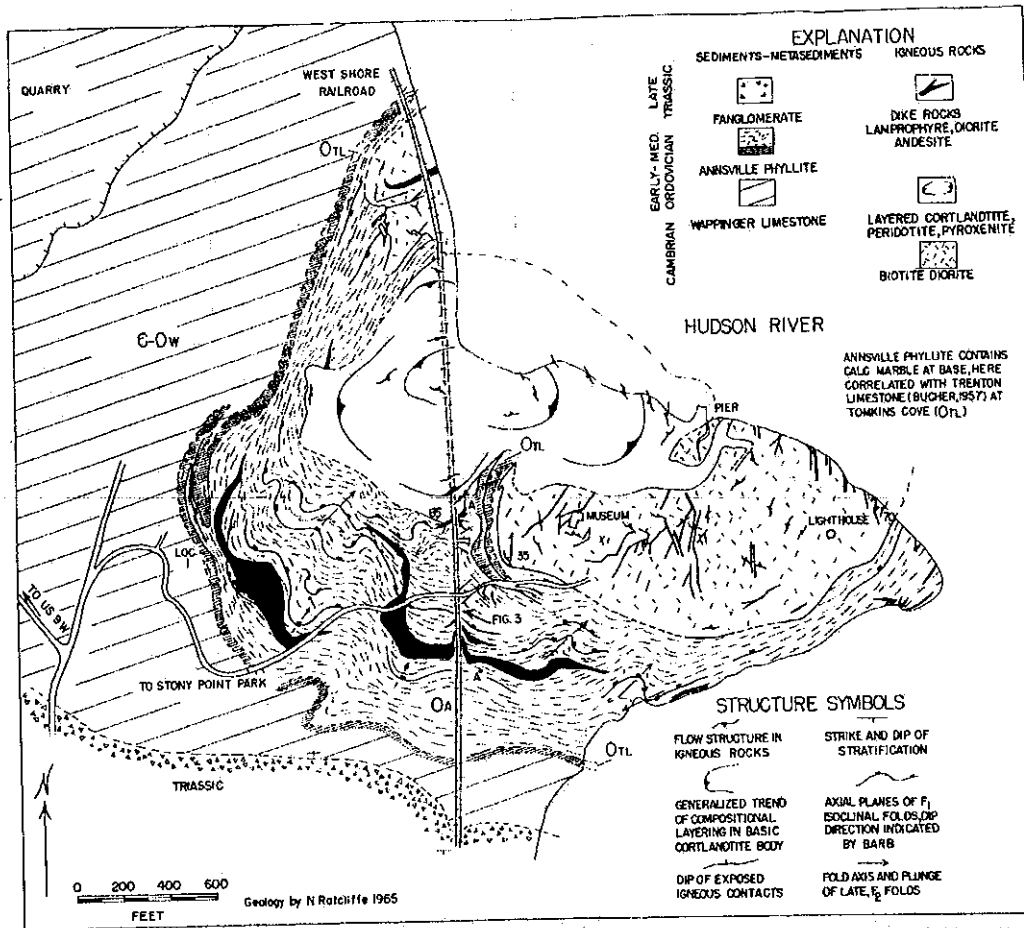 EXPLANATION
SEDIMENTS-METASEDIMENTS
IGNEOUS ROCKS
LATE
TRIASSIC
EARLY-MED.
ORDOVICIAN
CAMBRIAN
FANGLOMERATE
ANNSVILLE PHYLLITE
WAPPINGER LIMESTONE
DIKE ROCKS
LAMPROPHYRE, DIORITE
ANDESITE
LAYERED CORTLANDTITE,
PERIDOTITE, PYROXENITE
BIOTITE DIORITE
QUARRY
WEST SHORE
RAILROAD
OTL
HUDSON RIVER
ANNSVILLE PHYLLITE CONTAINS
CALC MARBLE AT BASE, HERE
CORRELATED WITH TRENTON
LIMESTONE (BUCHER, 1957) AT
TOMKINS COVE (OTL)
Є-OW
PIER
OTL
A
MUSEUM
LIGHTHOUSE
LOC
I
35
FIG. 3
TO US 9W
TO STONY POINT PARK
A'
OA
OTL
TRIASSIC
N
0 200 400 600
FEET
Geology by N Ratcliffe 1965
STRUCTURE SYMBOLS
FLOW STRUCTURE IN
IGNEOUS ROCKS
STRIKE AND DIP OF
STRATIFICATION
GENERALIZED TREND
OF COMPOSITIONAL
LAYERING IN BASIC
CORTLANDTITE BODY
AXIAL PLANES OF F1
ISOCLINAL FOLDS, DIP
DIRECTION INDICATED
BY BARB
DIP OF EXPOSED
IGNEOUS CONTACTS
FOLD AXIS AND PLUNGE
OF LATE, F2 FOLDS